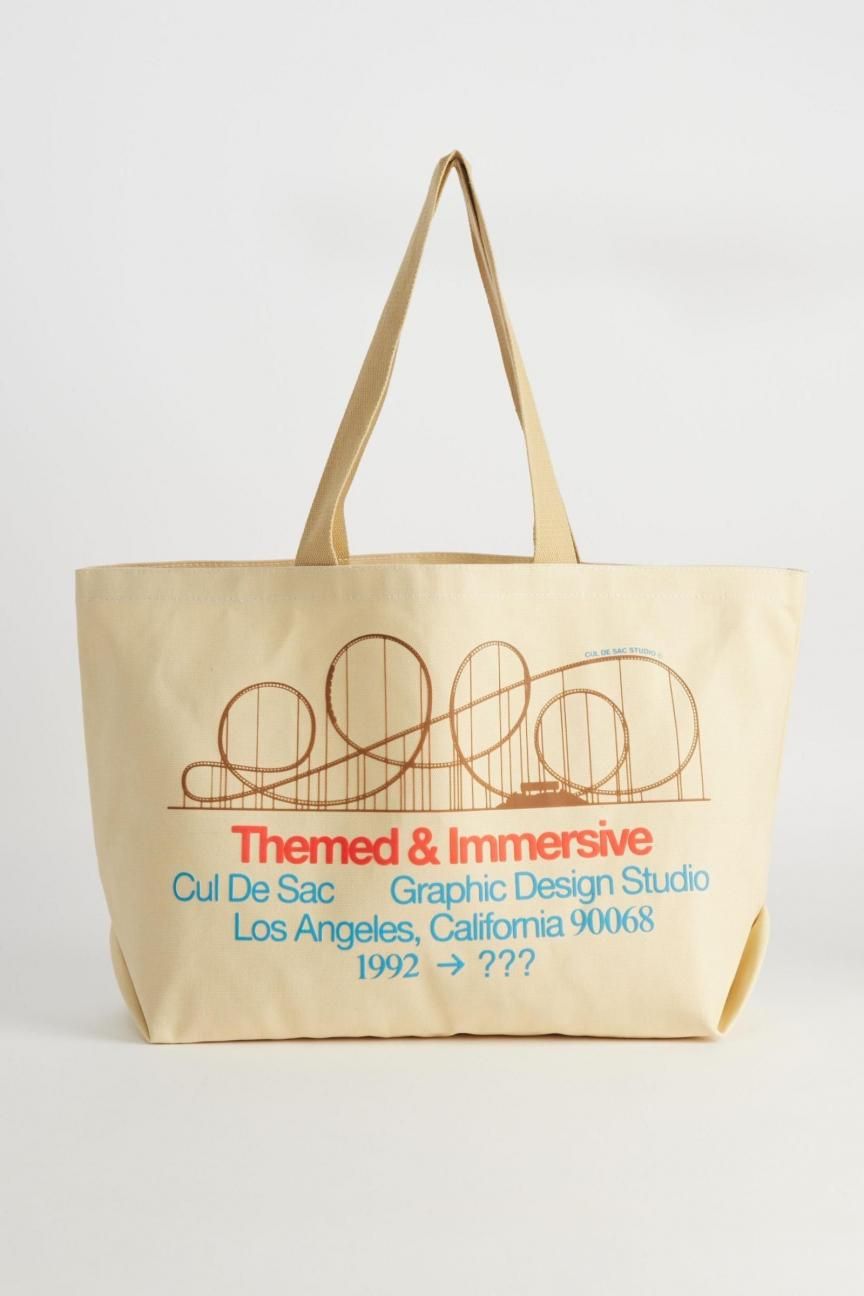 CUL DE SAC STUDIO ©
Themed & Immersive
Cul De Sac Graphic Design Studio
Los Angeles, California 90068
1992 → ???